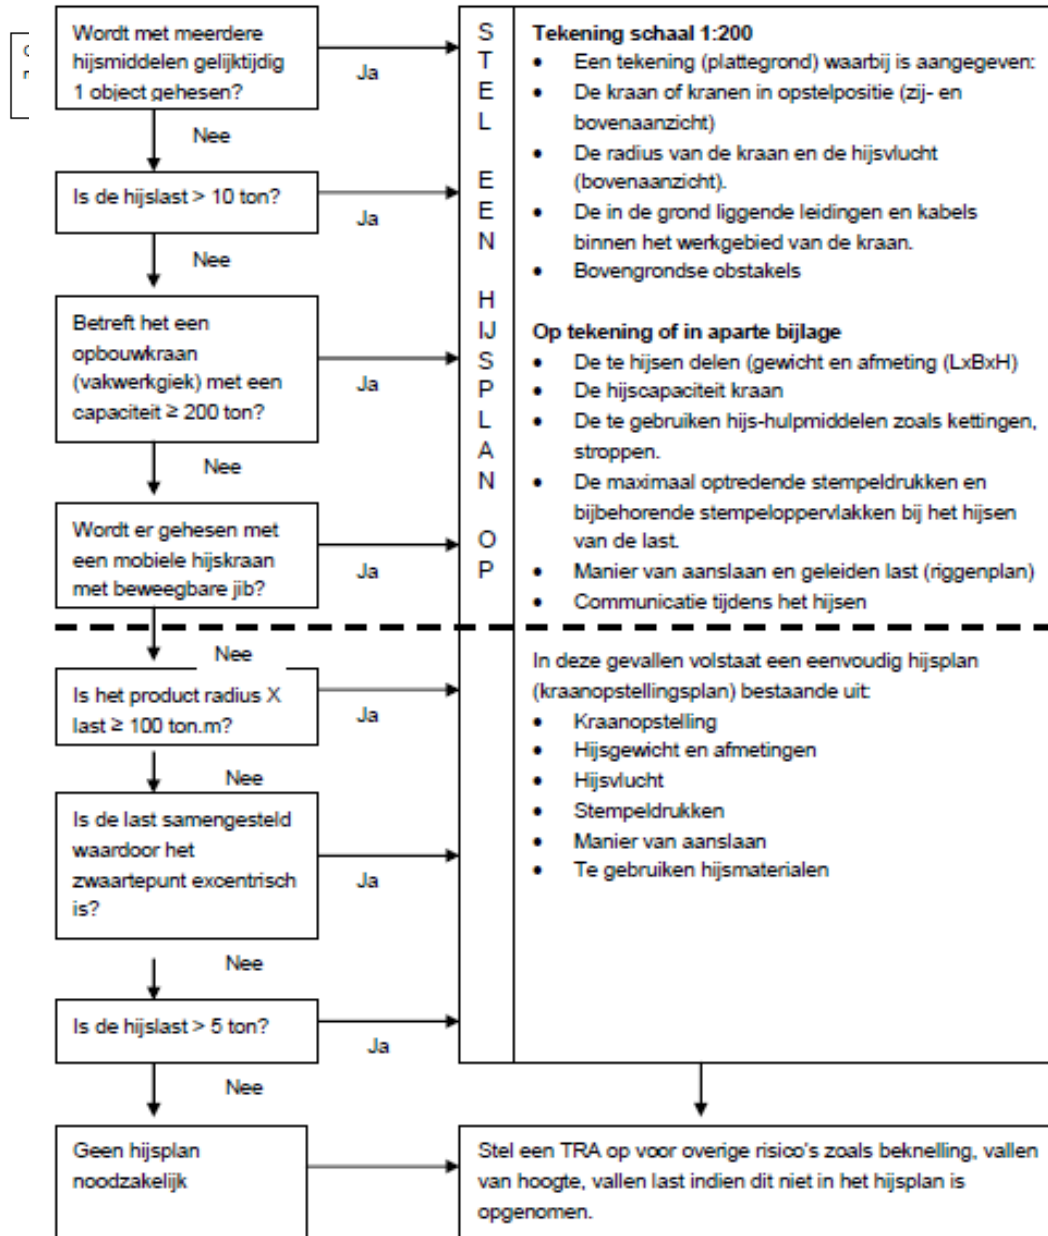 Wordt met meerdere
hijsmiddelen gelijktijdig
1 object gehesen?
Ja
Nee
Is de hijslast > 10 ton?
Ja
Nee
Betreft het een
opbouwkraan
(vakwerkgiek) met een
capaciteit ≥ 200 ton?
Ja
Nee
Wordt er gehesen met
een mobiele hijskraan
met beweegbare jib?
Ja
Nee
Is het product radius X
last ≥ 100 ton.m?
Ja
Nee
Is de last samengesteld
waardoor het
zwaartepunt excentrisch
is?
Ja
Nee
Is de hijslast > 5 ton?
Ja
Nee
Geen hijsplan
noodzakelijk
S
T
E
L
E
E
N
H
IJ
S
P
L
A
N
O
P
Tekening schaal 1:200
• Een tekening (plattegrond) waarbij is aangegeven:
• De kraan of kranen in opstelpositie (zij- en
bovenaanzicht)
• De radius van de kraan en de hijsvlucht
(bovenaanzicht).
• De in de grond liggende leidingen en kabels
binnen het werkgebied van de kraan.
• Bovengrondse obstakels
Op tekening of in aparte bijlage
• De te hijsen delen (gewicht en afmeting (LxBxH)
• De hijscapaciteit kraan
• De te gebruiken hijs-hulpmiddelen zoals kettingen,
stroppen.
• De maximaal optredende stempeldrukken en
bijbehorende stempeloppervlakken bij het hijsen
van de last.
• Manier van aanslaan en geleiden last (riggenplan)
• Communicatie tijdens het hijsen
In deze gevallen volstaat een eenvoudig hijsplan
(kraanopstellingsplan) bestaande uit:
• Kraanopstelling
• Hijsgewicht en afmetingen
• Hijsvlucht
• Stempeldrukken
• Manier van aanslaan
• Te gebruiken hijsmaterialen
Stel een TRA op voor overige risico's zoals beknelling, vallen
van hoogte, vallen last indien dit niet in het hijsplan is
opgenomen.